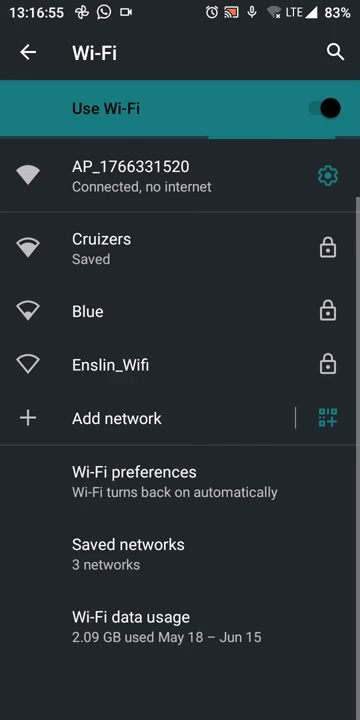 13:16:55 LTE 83%
Wi-Fi
Use Wi-Fi
AP_1766331520
Connected, no internet
Cruizers
Saved
Blue
Enslin_Wifi
Add network
Wi-Fi preferences
Wi-Fi turns back on automatically
Saved networks
3 networks
Wi-Fi data usage
2.09 GB used May 18 – Jun 15